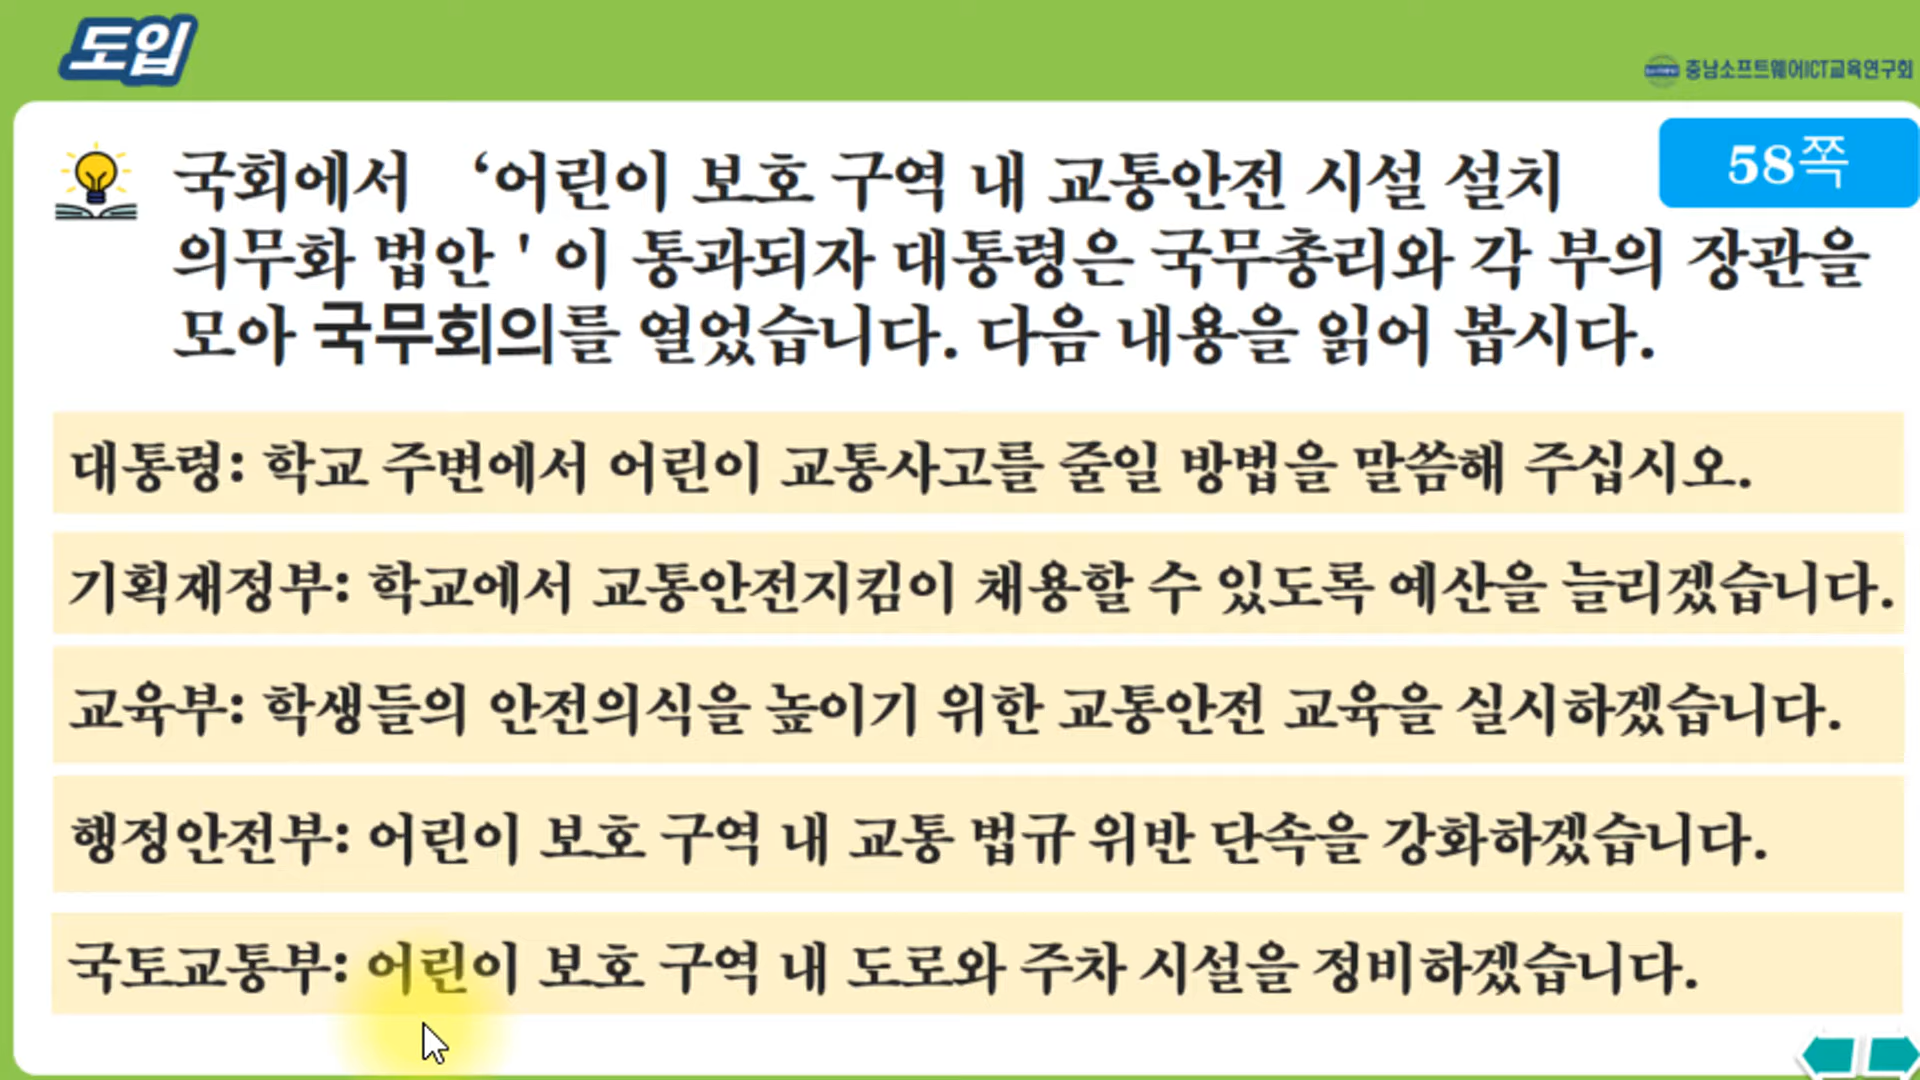 도입
충남소프트웨어ICT교육연구회
58쪽
국회에서 ‘어린이 보호 구역 내 교통안전 시설 설치
의무화 법안 ' 이 통과되자 대통령은 국무총리와 각 부의 장관을
모아 국무회의를 열었습니다. 다음 내용을 읽어 봅시다.
대통령: 학교 주변에서 어린이 교통사고를 줄일 방법을 말씀해 주십시오.
기획재정부: 학교에서 교통안전지킴이 채용할 수 있도록 예산을 늘리겠습니다.
교육부: 학생들의 안전의식을 높이기 위한 교통안전 교육을 실시하겠습니다.
행정안전부: 어린이 보호 구역 내 교통 법규 위반 단속을 강화하겠습니다.
국토교통부: 어린이 보호 구역 내 도로와 주차 시설을 정비하겠습니다.